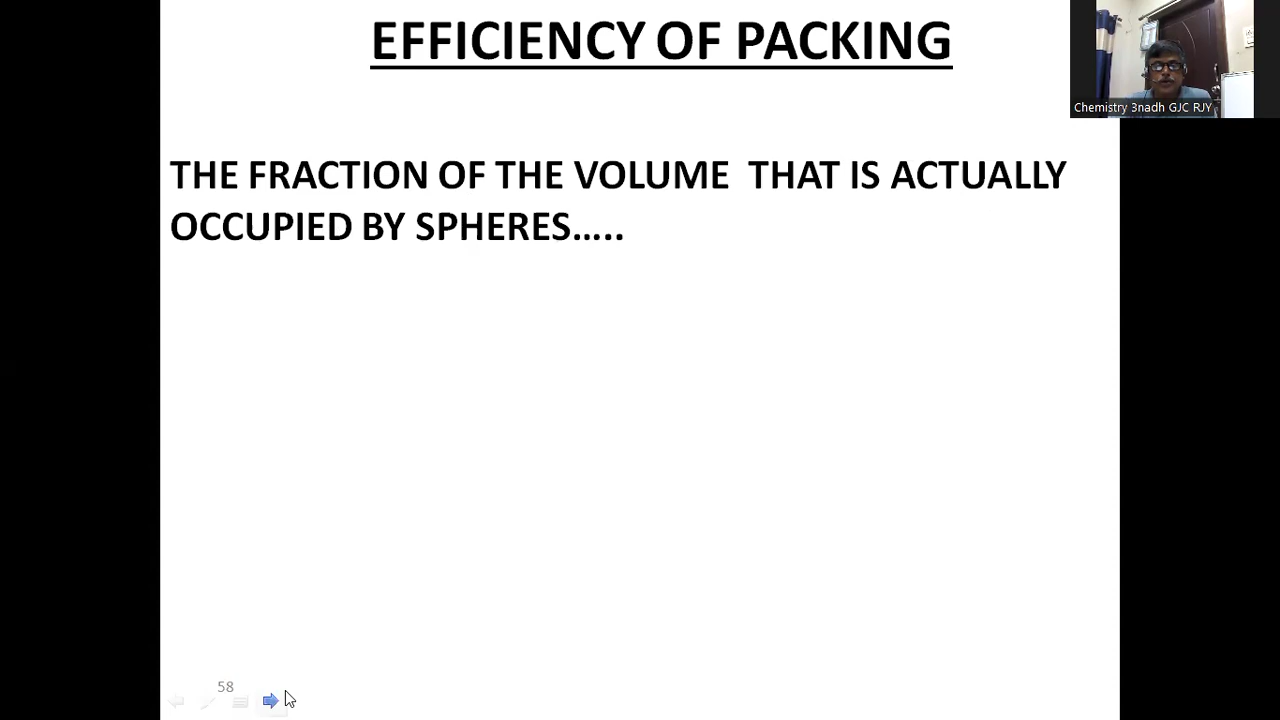 EFFICIENCY OF PACKING
Chemistry 3nadh GJC RJY
THE FRACTION OF THE VOLUME THAT IS ACTUALLY
OCCUPIED BY SPHERES.....
58